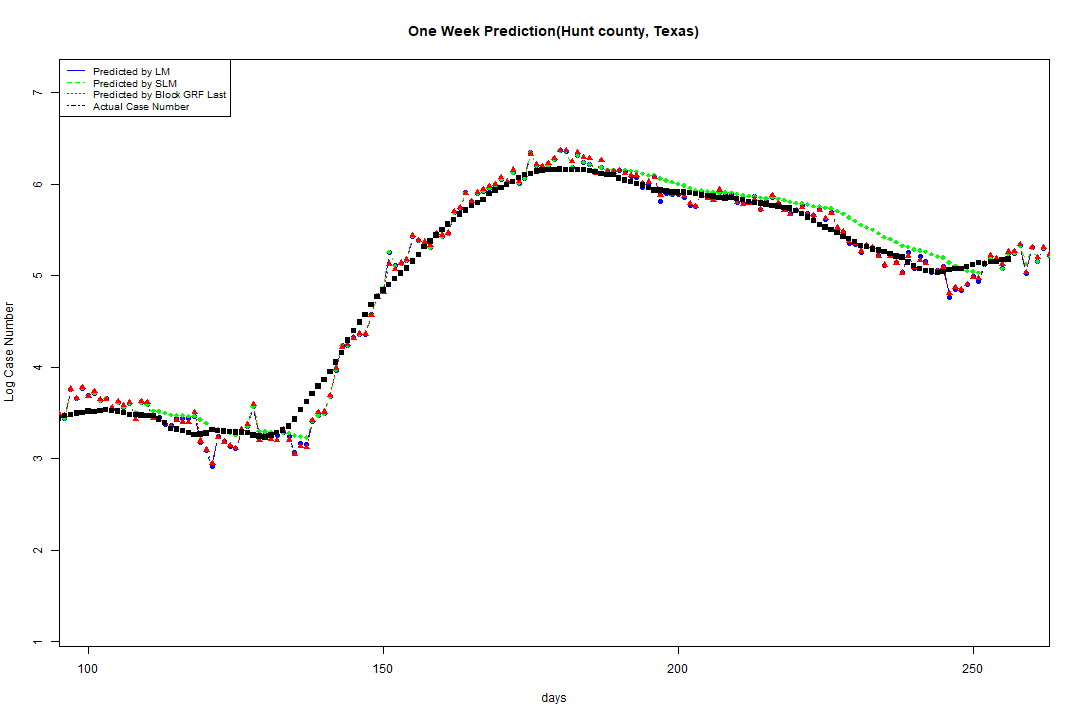 One Week Prediction(Hunt county, Texas)
Predicted by LM
Predicted by SLM
Predicted by Block GRF Last
Actual Case Number
7
6
5
4
3
2
1
Log Case Number
100 150 200 250
days